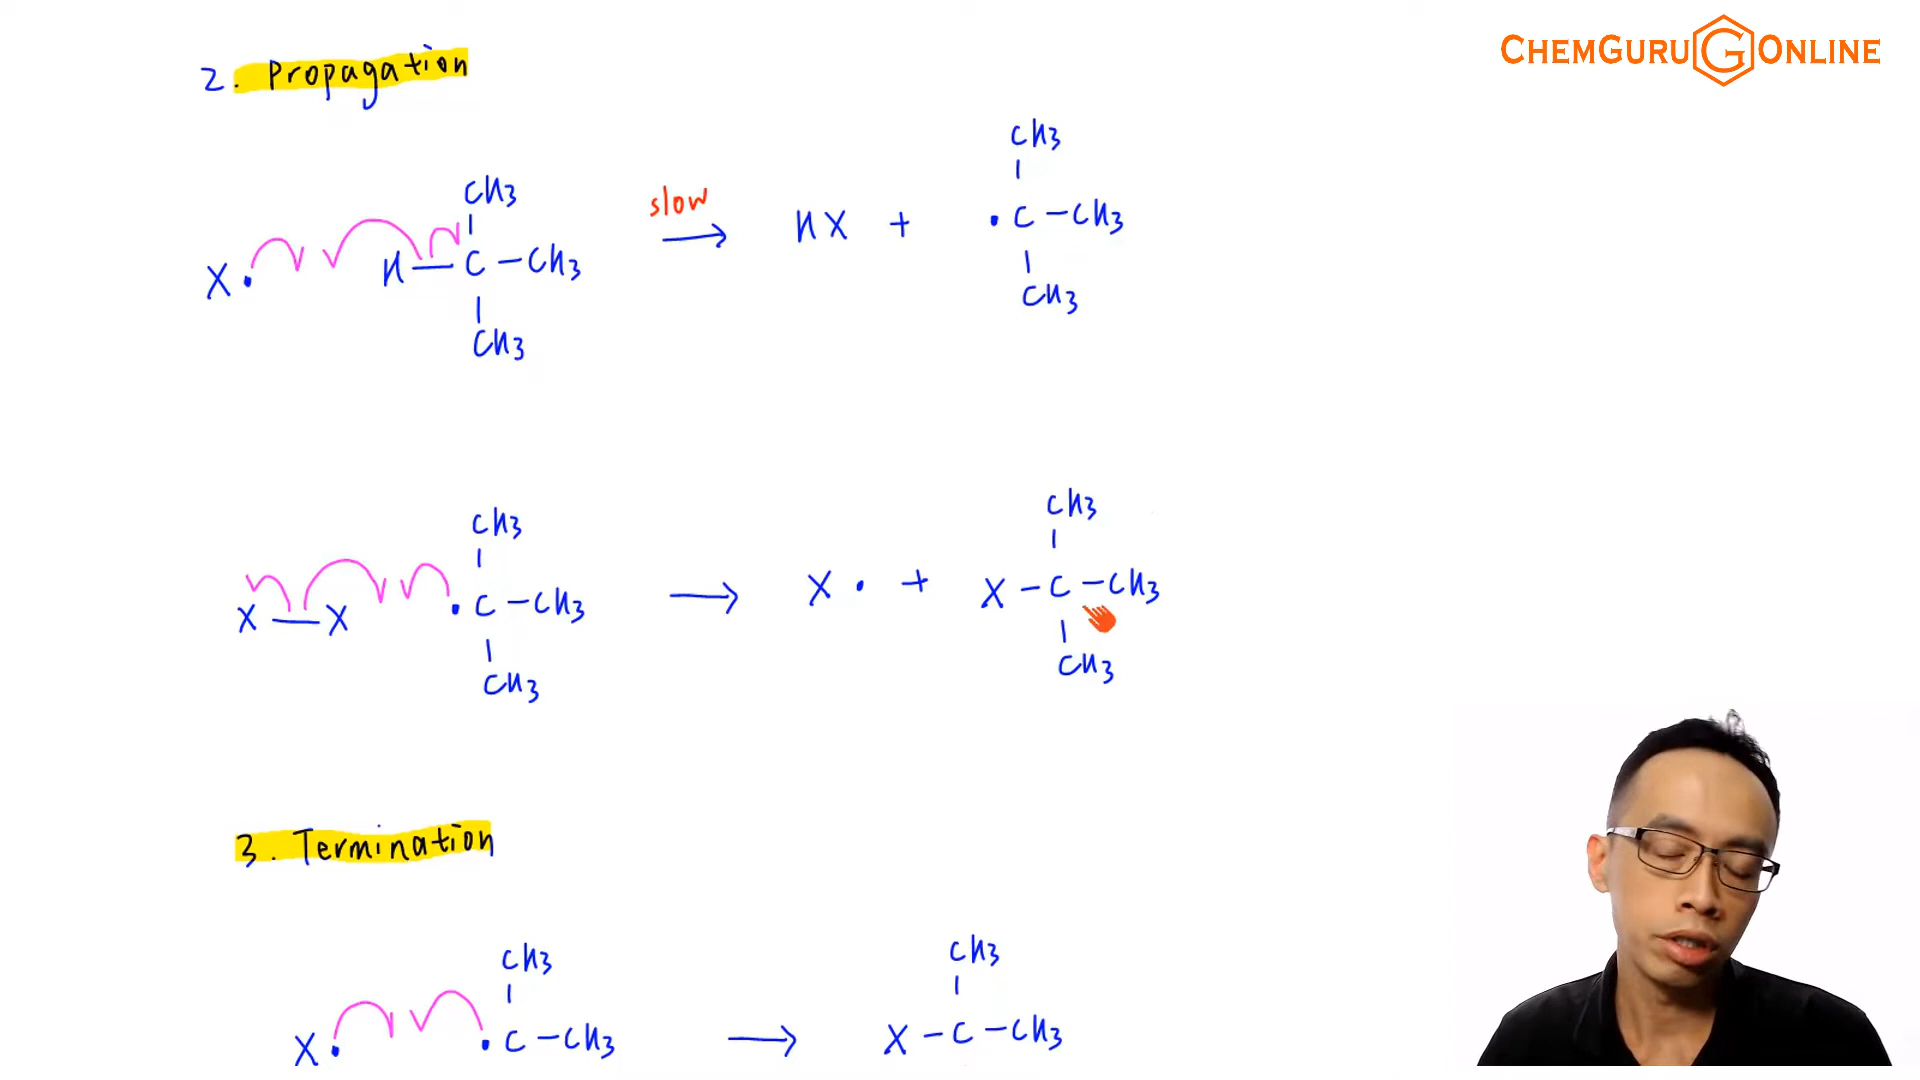 CHEMGURU G ONLINE
2. Propagation
CH3
CH3
slow
X• H—C–CH3 → HX + •C–CH3
CH3
CH3
CH3
CH3
X—X •C–CH3 → X• + X–C–CH3
CH3
CH3
3. Termination
CH3
CH3
X• •C–CH3 → X–C–CH3